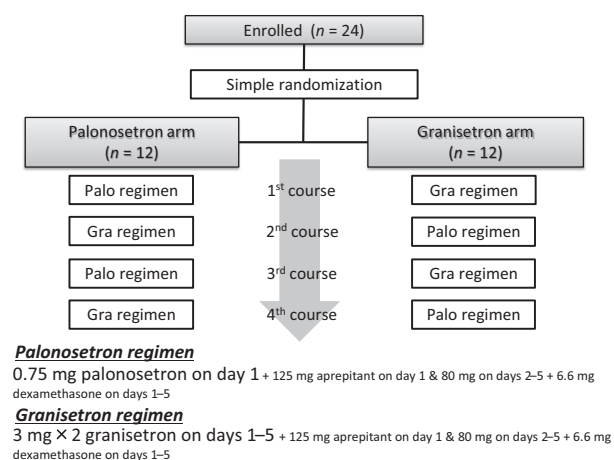 Enrolled (n = 24)
Simple randomization
Palonosetron arm
(n = 12)
Granisetron arm
(n = 12)
Palo regimen
1st course
Gra regimen
Gra regimen
2nd course
Palo regimen
Palo regimen
3rd course
Gra regimen
Gra regimen
4th course
Palo regimen
Palonosetron regimen
0.75 mg palonosetron on day 1 + 125 mg aprepitant on day 1 & 80 mg on days 2–5 + 6.6 mg
dexamethasone on days 1–5
Granisetron regimen
3 mg × 2 granisetron on days 1–5 + 125 mg aprepitant on day 1 & 80 mg on days 2–5 + 6.6 mg
dexamethasone on days 1–5